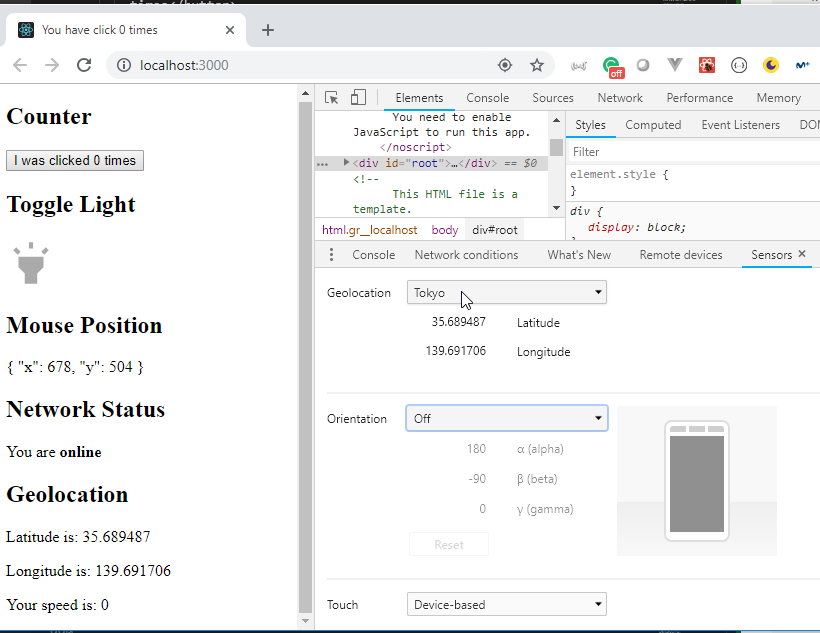 times</button>
You have click 0 times
localhost:3000
off
Counter
I was clicked 0 times
Toggle Light
Mouse Position
{ "x": 678, "y": 504 }
Network Status
You are online
Geolocation
Latitude is: 35.689487
Longitude is: 139.691706
Your speed is: 0
Elements Console Sources Network Performance Memory
You need to enable
JavaScript to run this app.
</noscript>
<div id="root">…</div> == $0
<!--
This HTML file is a
template.
html.gr__localhost body div#root
Styles Computed Event Listeners DOM
Filter
element.style {
}
div {
display: block;
}
Console Network conditions What's New Remote devices Sensors
Geolocation Tokyo
35.689487 Latitude
139.691706 Longitude
Orientation Off
180 α (alpha)
-90 β (beta)
0 γ (gamma)
Reset
Touch Device-based